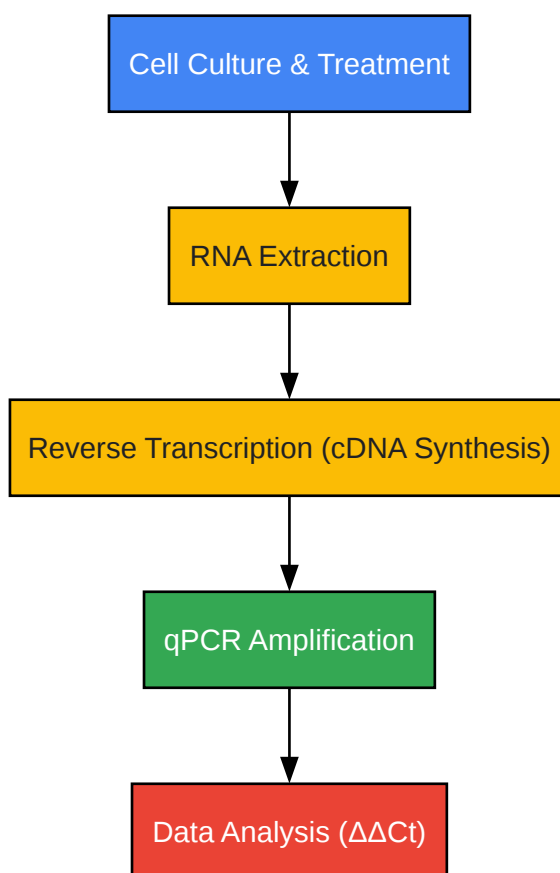 Cell Culture & Treatment
RNA Extraction
Reverse Transcription (cDNA Synthesis)
qPCR Amplification
Data Analysis (ΔΔCt)